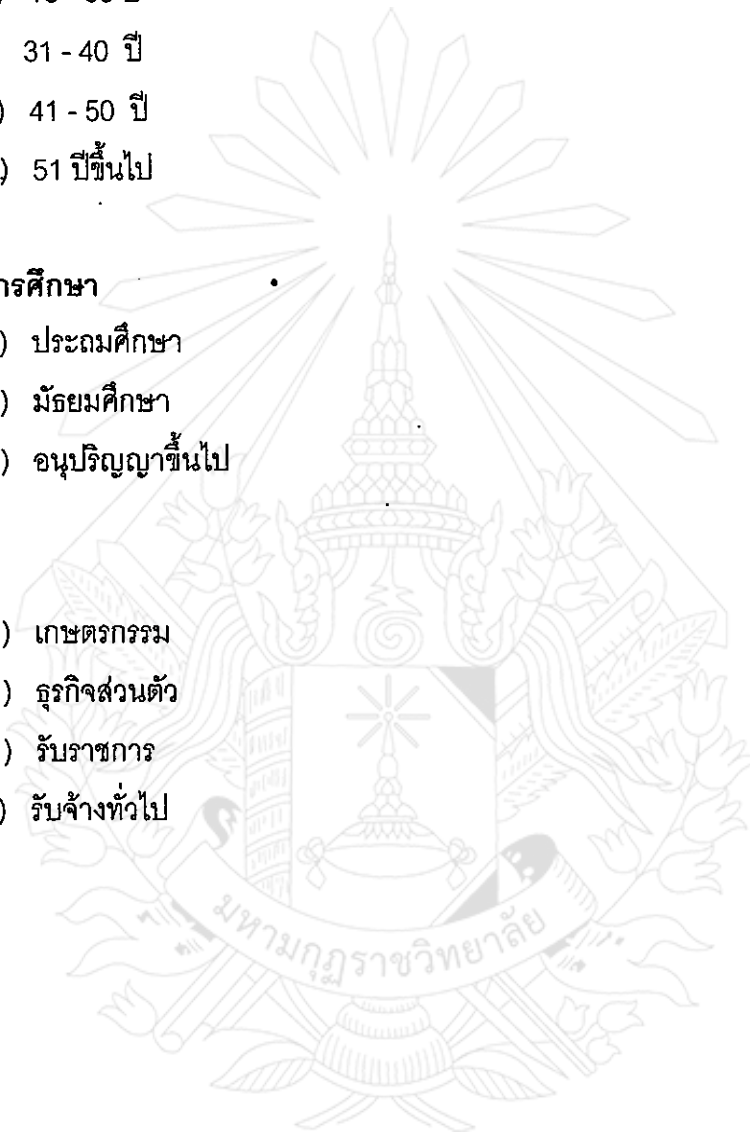 31 - 40 ปี
) 41 - 50 ปี
) 51 ปีขึ้นไป
ารศึกษา
) ประถมศึกษา
) มัธยมศึกษา
) อนุปริญญาขึ้นไป
) เกษตรกรรม
) ธุรกิจส่วนตัว
) รับราชการ
) รับจ้างทั่วไป
มหามกุฏราชวิทยาลัย